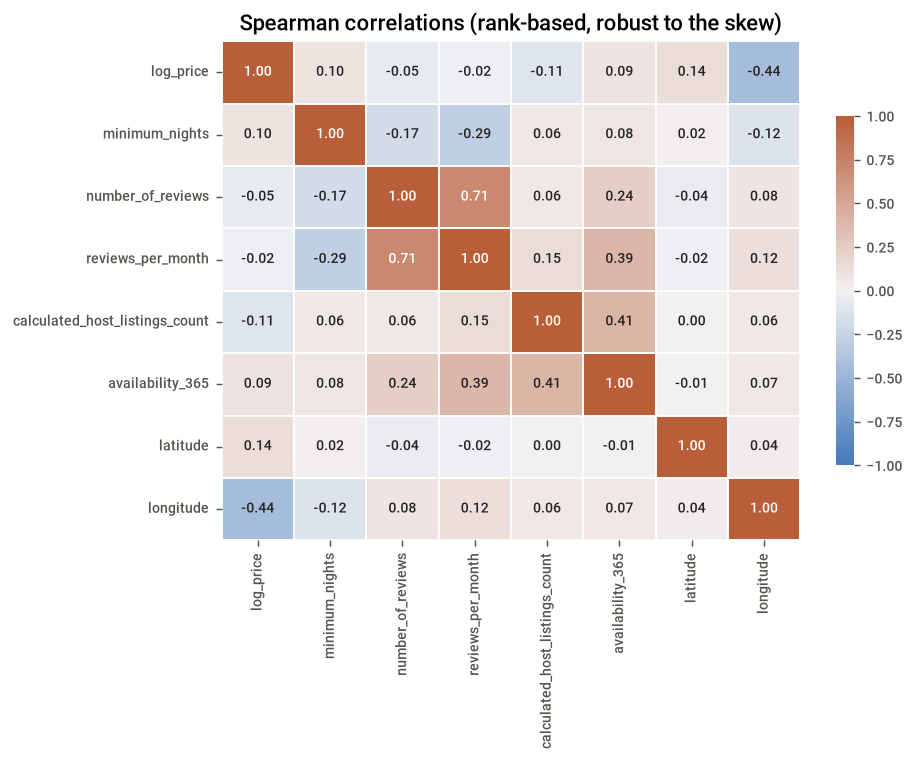 Spearman correlations (rank-based, robust to the skew)
log_price 1.00 0.10 -0.05 -0.02 -0.11 0.09 0.14 -0.44
minimum_nights 0.10 1.00 -0.17 -0.29 0.06 0.08 0.02 -0.12
number_of_reviews -0.05 -0.17 1.00 0.71 0.06 0.24 -0.04 0.08
reviews_per_month -0.02 -0.29 0.71 1.00 0.15 0.39 -0.02 0.12
calculated_host_listings_count -0.11 0.06 0.06 0.15 1.00 0.41 0.00 0.06
availability_365 0.09 0.08 0.24 0.39 0.41 1.00 -0.01 0.07
latitude 0.14 0.02 -0.04 -0.02 0.00 -0.01 1.00 0.04
longitude -0.44 -0.12 0.08 0.12 0.06 0.07 0.04 1.00
log_price
minimum_nights
number_of_reviews
reviews_per_month
calculated_host_listings_count
availability_365
latitude
longitude
1.00
0.75
0.50
0.25
0.00
−0.25
−0.50
−0.75
−1.00